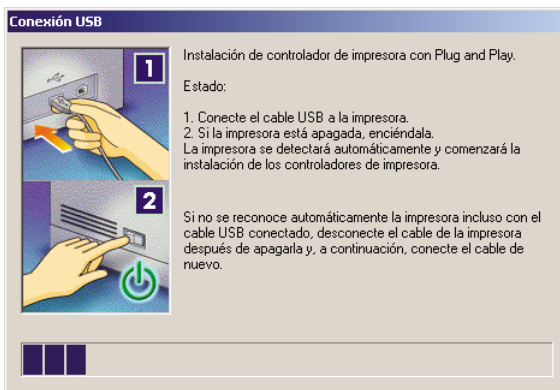 Conexión USB
1
Instalación de controlador de impresora con Plug and Play.
Estado:
1. Conecte el cable USB a la impresora.
2. Si la impresora está apagada, enciéndala.
La impresora se detectará automáticamente y comenzará la
instalación de los controladores de impresora.
2
Si no se reconoce automáticamente la impresora incluso con el
cable USB conectado, desconecte el cable de la impresora
después de apagarla y, a continuación, conecte el cable de
nuevo.